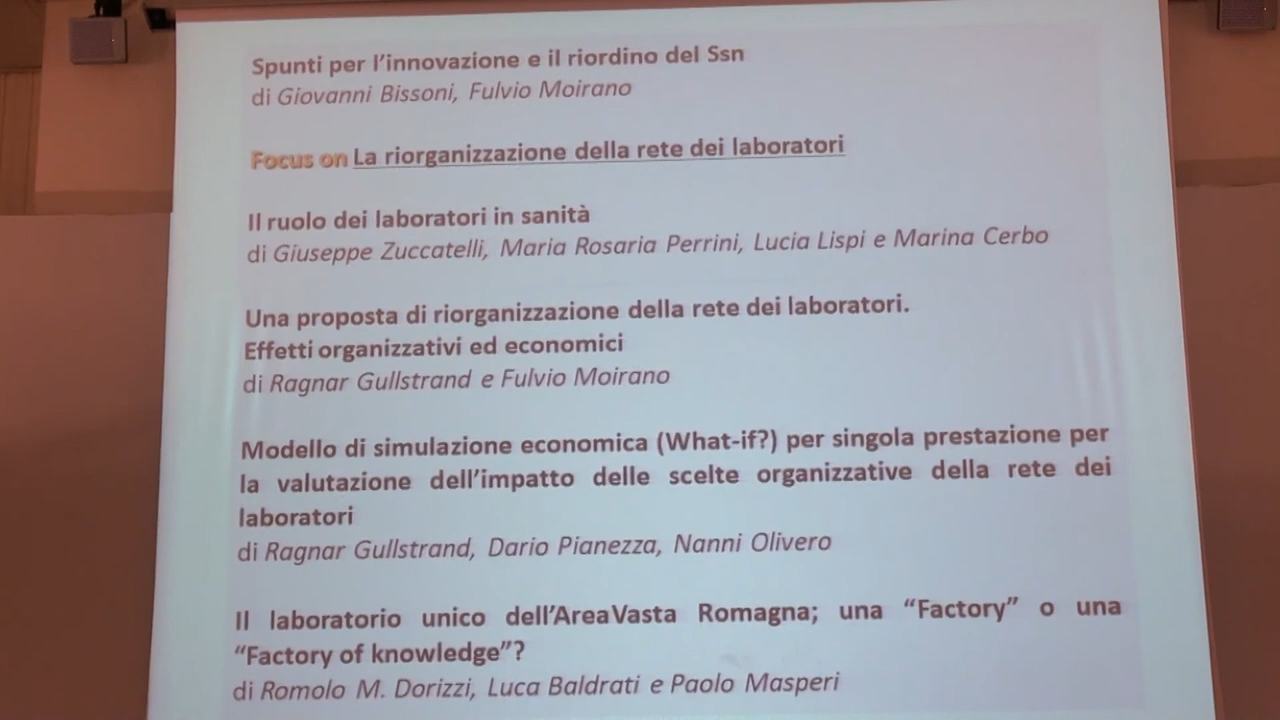 Spunti per l'innovazione e il riordino del Ssn
di Giovanni Bissoni, Fulvio Moirano
Focus on La riorganizzazione della rete dei laboratori
Il ruolo dei laboratori in sanità
di Giuseppe Zuccatelli, Maria Rosaria Perrini, Lucia Lispi e Marina Cerbo
Una proposta di riorganizzazione della rete dei laboratori.
Effetti organizzativi ed economici
di Ragnar Gullstrand e Fulvio Moirano
Modello di simulazione economica (What-if?) per singola prestazione per
la valutazione dell'impatto delle scelte organizzative della rete dei
laboratori
di Ragnar Gullstrand, Dario Pianezza, Nanni Olivero
Il laboratorio unico dell'Area Vasta Romagna; una “Factory” o una
“Factory of knowledge”?
di Romolo M. Dorizzi, Luca Baldrati e Paolo Masperi